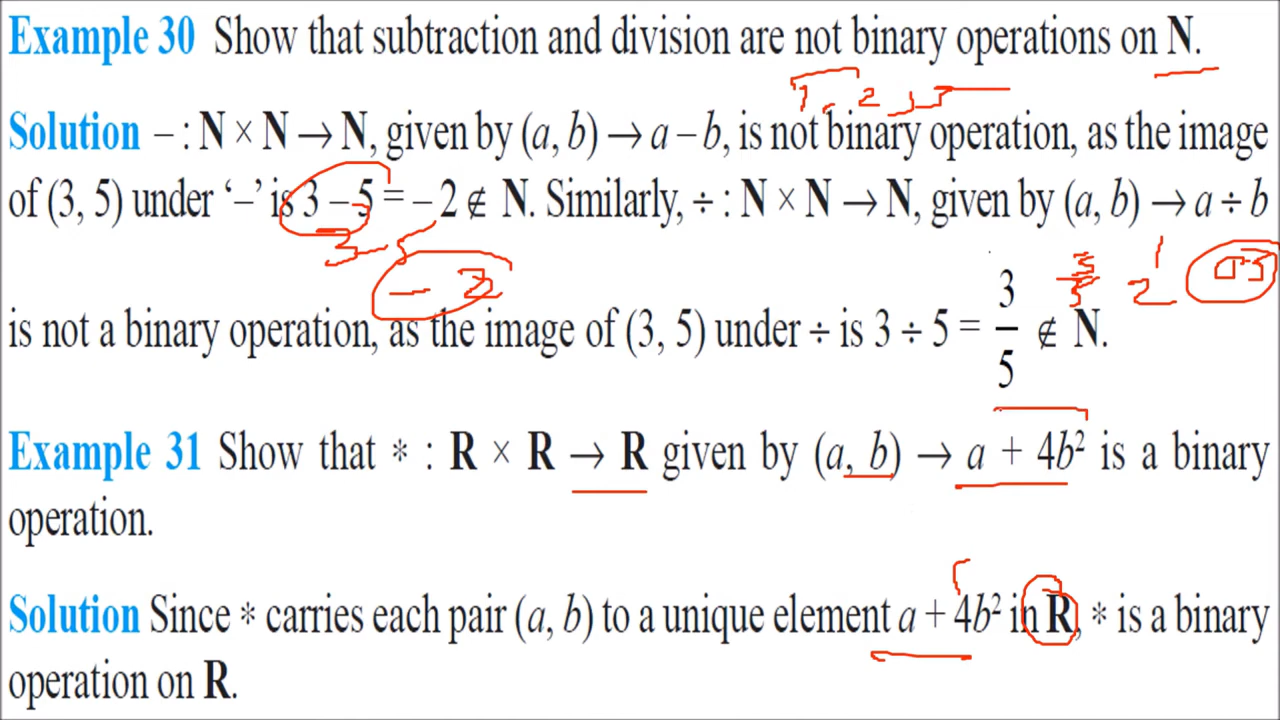 Example 30 Show that subtraction and division are not binary operations on N.
Solution – : N × N → N, given by (a, b) → a – b, is not binary operation, as the image
of (3, 5) under ‘–’ is 3 – 5 = – 2 ∉ N. Similarly, ÷ : N × N → N, given by (a, b) → a ÷ b
3 - 5
- 2
is not a binary operation, as the image of (3, 5) under ÷ is 3 ÷ 5 = 3/5 ∉ N.
Example 31 Show that * : R × R → R given by (a, b) → a + 4b² is a binary
operation.
Solution Since * carries each pair (a, b) to a unique element a + 4b² in R, * is a binary
operation on R.